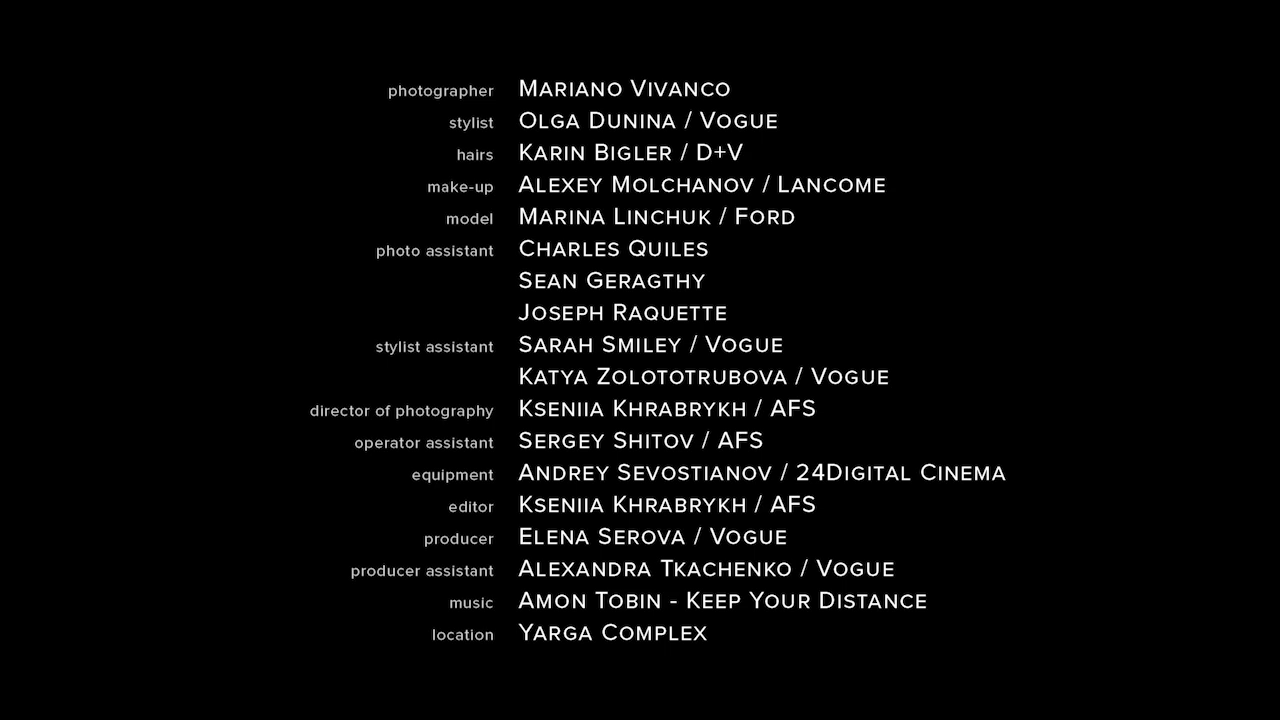 photographer MARIANO VIVANCO
stylist OLGA DUNINA / VOGUE
hairs KARIN BIGLER / D+V
make-up ALEXEY MOLCHANOV / LANCOME
model MARINA LINCHUK / FORD
photo assistant CHARLES QUILES
SEAN GERAGTHY
JOSEPH RAQUETTE
stylist assistant SARAH SMILEY / VOGUE
KATYA ZOLOTOTRUBOVA / VOGUE
director of photography KSENIIA KHRABRYKH / AFS
operator assistant SERGEY SHITOV / AFS
equipment ANDREY SEVOSTIANOV / 24DIGITAL CINEMA
editor KSENIIA KHRABRYKH / AFS
producer ELENA SEROVA / VOGUE
producer assistant ALEXANDRA TKACHENKO / VOGUE
music AMON TOBIN - KEEP YOUR DISTANCE
location YARGA COMPLEX